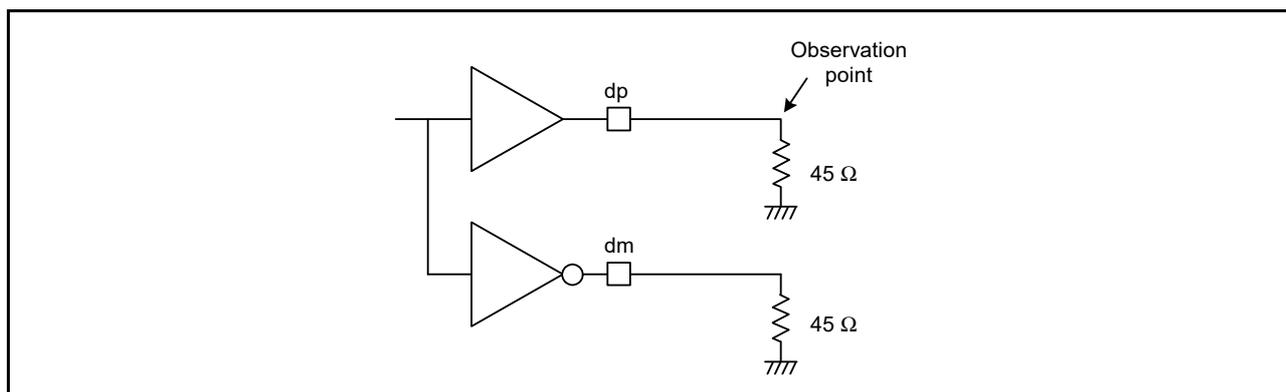 Observation
point
dp
45 Ω
dm
45 Ω